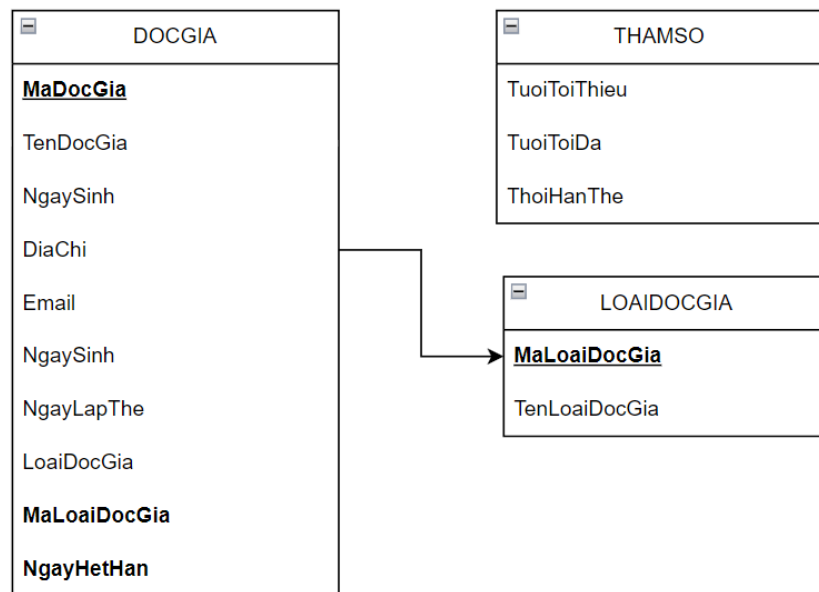 DOCGIA
MaDocGia
TenDocGia
NgaySinh
DiaChi
Email
NgaySinh
NgayLapThe
LoaiDocGia
MaLoaiDocGia
NgayHetHan
THAMSO
TuoiToiThieu
TuoiToiDa
ThoiHanThe
LOAIDOCGIA
MaLoaiDocGia
TenLoaiDocGia